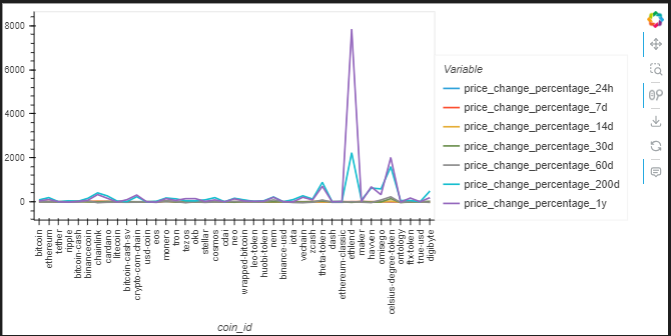 8000
6000
4000
2000
0
Variable
price_change_percentage_24h
price_change_percentage_7d
price_change_percentage_14d
price_change_percentage_30d
price_change_percentage_60d
price_change_percentage_200d
price_change_percentage_1y
bitcoin
ethereum
tether
ripple
bitcoin-cash
binancecoin
chainlink
cardano
litecoin
bitcoin-cash-sv
crypto-com-chain
usd-coin
eos
monero
tron
tezos
okb
stellar
cosmos
cdai
neo
wrapped-bitcoin
leo-token
huobi-token
nem
binance-usd
iota
vechain
zcash
theta-token
dash
ethereum-classic
ethlend
maker
havven
omisego
celsius-degree-token
ontology
ftx-token
true-usd
digibyte
coin_id